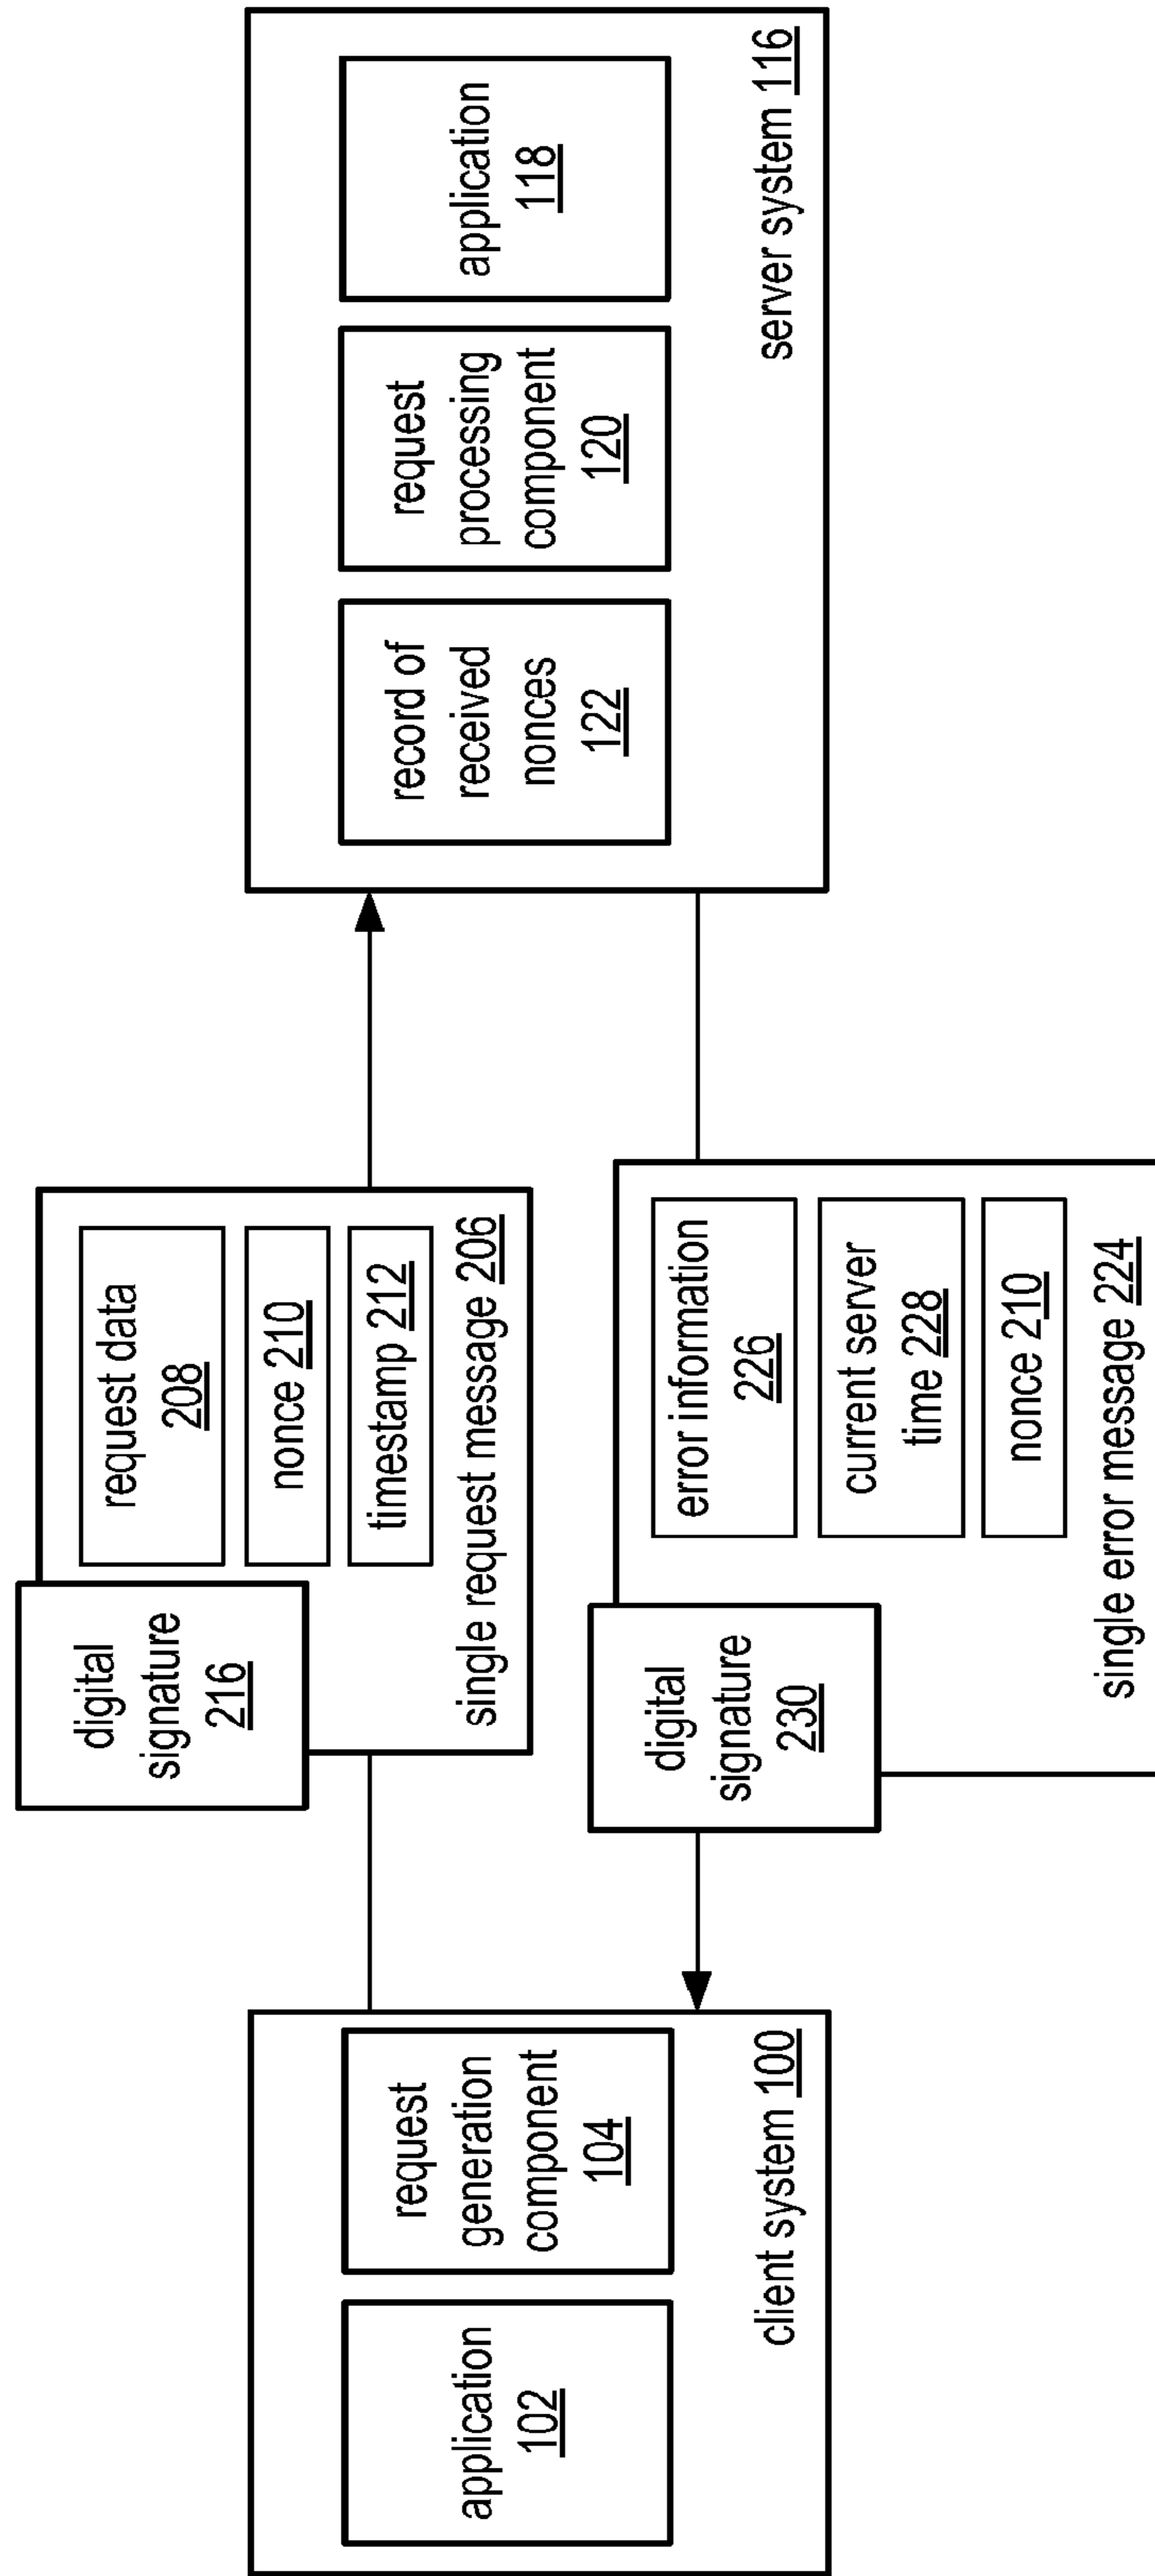 application
102
request
generation
component
104
client system 100
digital
signature
216
request data
208
nonce 210
timestamp 212
single request message 206
digital
signature
230
error information
226
current server
time 228
nonce 210
single error message 224
record of
received
nonces
122
request
processing
component
120
application
118
server system 116